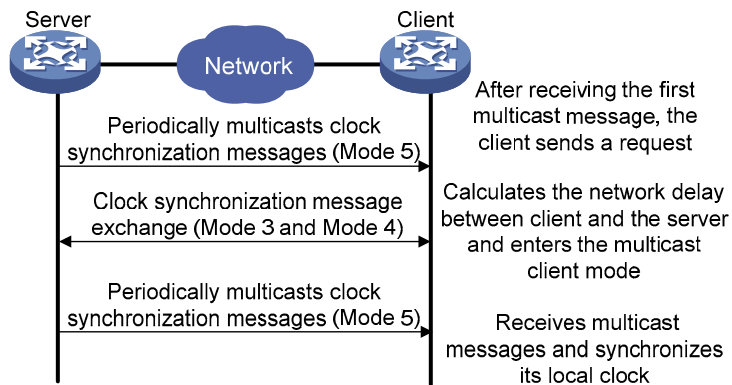 Server
Client
Network
After receiving the first
multicast message, the
client sends a request
Periodically multicasts clock
synchronization messages (Mode 5)
Clock synchronization message
exchange (Mode 3 and Mode 4)
Calculates the network delay
between client and the server
and enters the multicast
client mode
Periodically multicasts clock
synchronization messages (Mode 5)
Receives multicast
messages and synchronizes
its local clock